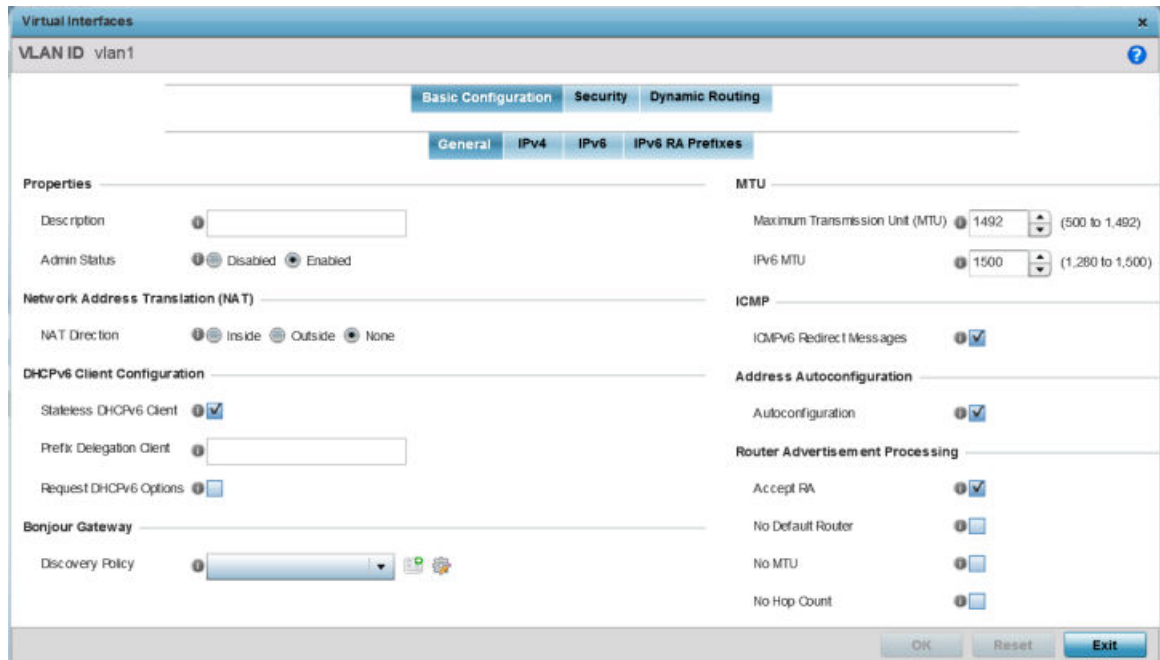 Virtual Interfaces
VLAN ID vlan1
Basic Configuration Security Dynamic Routing
General IPv4 IPv6 IPv6 RA Prefixes
Properties
Description
Admin Status Disabled Enabled
Network Address Translation (NAT)
NAT Direction Inside Outside None
DHCPv6 Client Configuration
Stateless DHCPv6 Client
Prefix Delegation Client
Request DHCPv6 Options
Bonjour Gateway
Discovery Policy
MTU
Maximum Transmission Unit (MTU) 1492 (500 to 1,492)
IPv6 MTU 1500 (1,280 to 1,500)
ICMP
ICMPv6 Redirect Messages
Address Autoconfiguration
Autoconfiguration
Router Advertisement Processing
Accept RA
No Default Router
No MTU
No Hop Count
OK Reset Exit